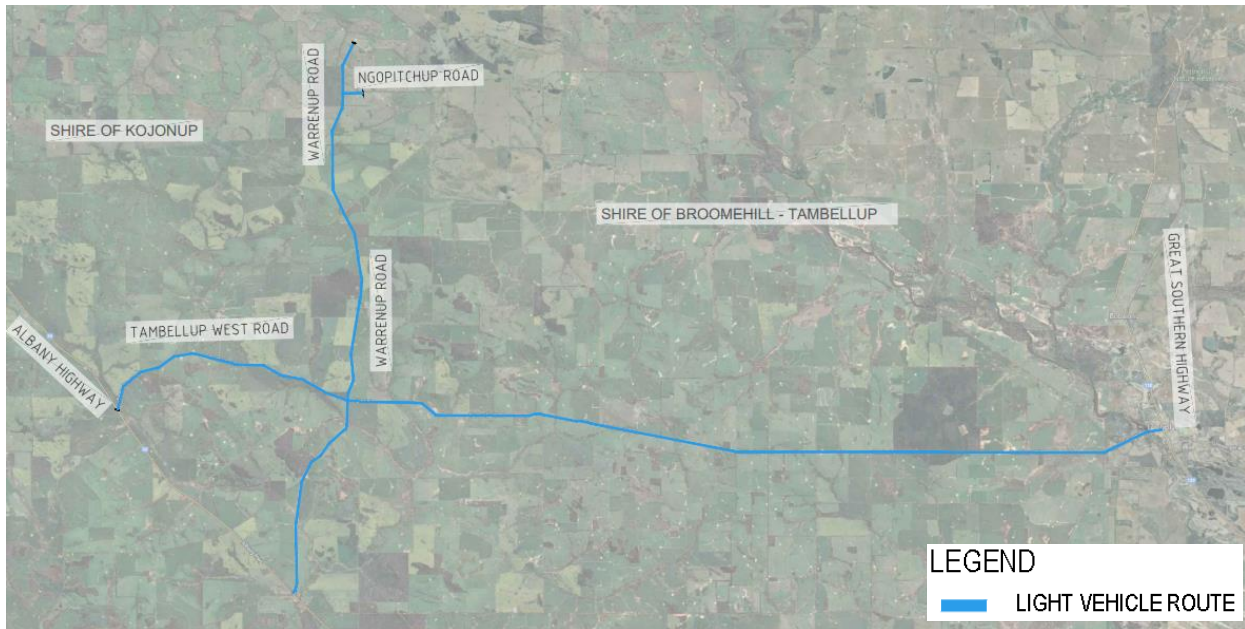 WARRENUP ROAD
NGOPITCHUP ROAD
SHIRE OF KOJONUP
SHIRE OF BROOMEHILL - TAMBELLUP
GREAT SOUTHERN HIGHWAY
WARRENUP ROAD
TAMBELLUP WEST ROAD
ALBANY HIGHWAY
LEGEND
LIGHT VEHICLE ROUTE